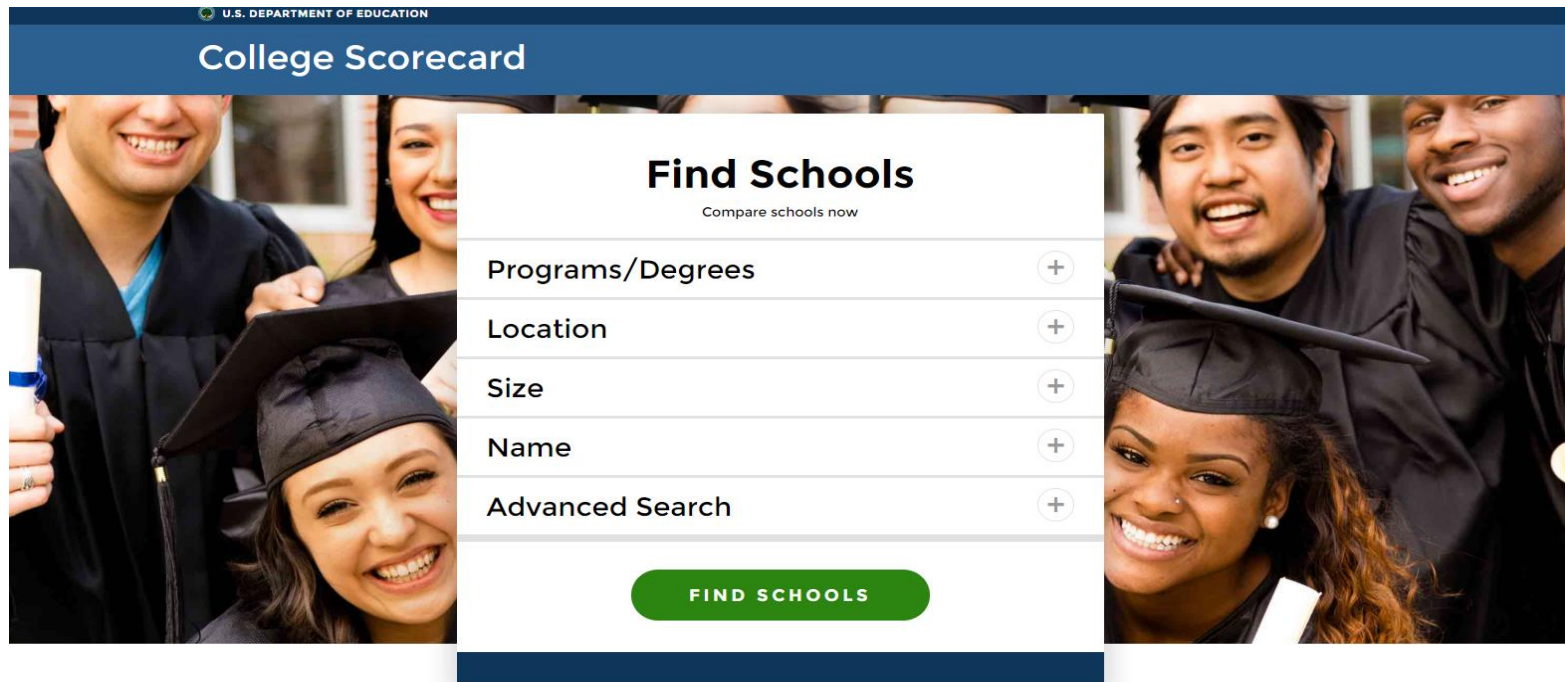 U.S. DEPARTMENT OF EDUCATION
College Scorecard
Find Schools
Compare schools now
Programs/Degrees
Location
Size
Name
Advanced Search
FIND SCHOOLS